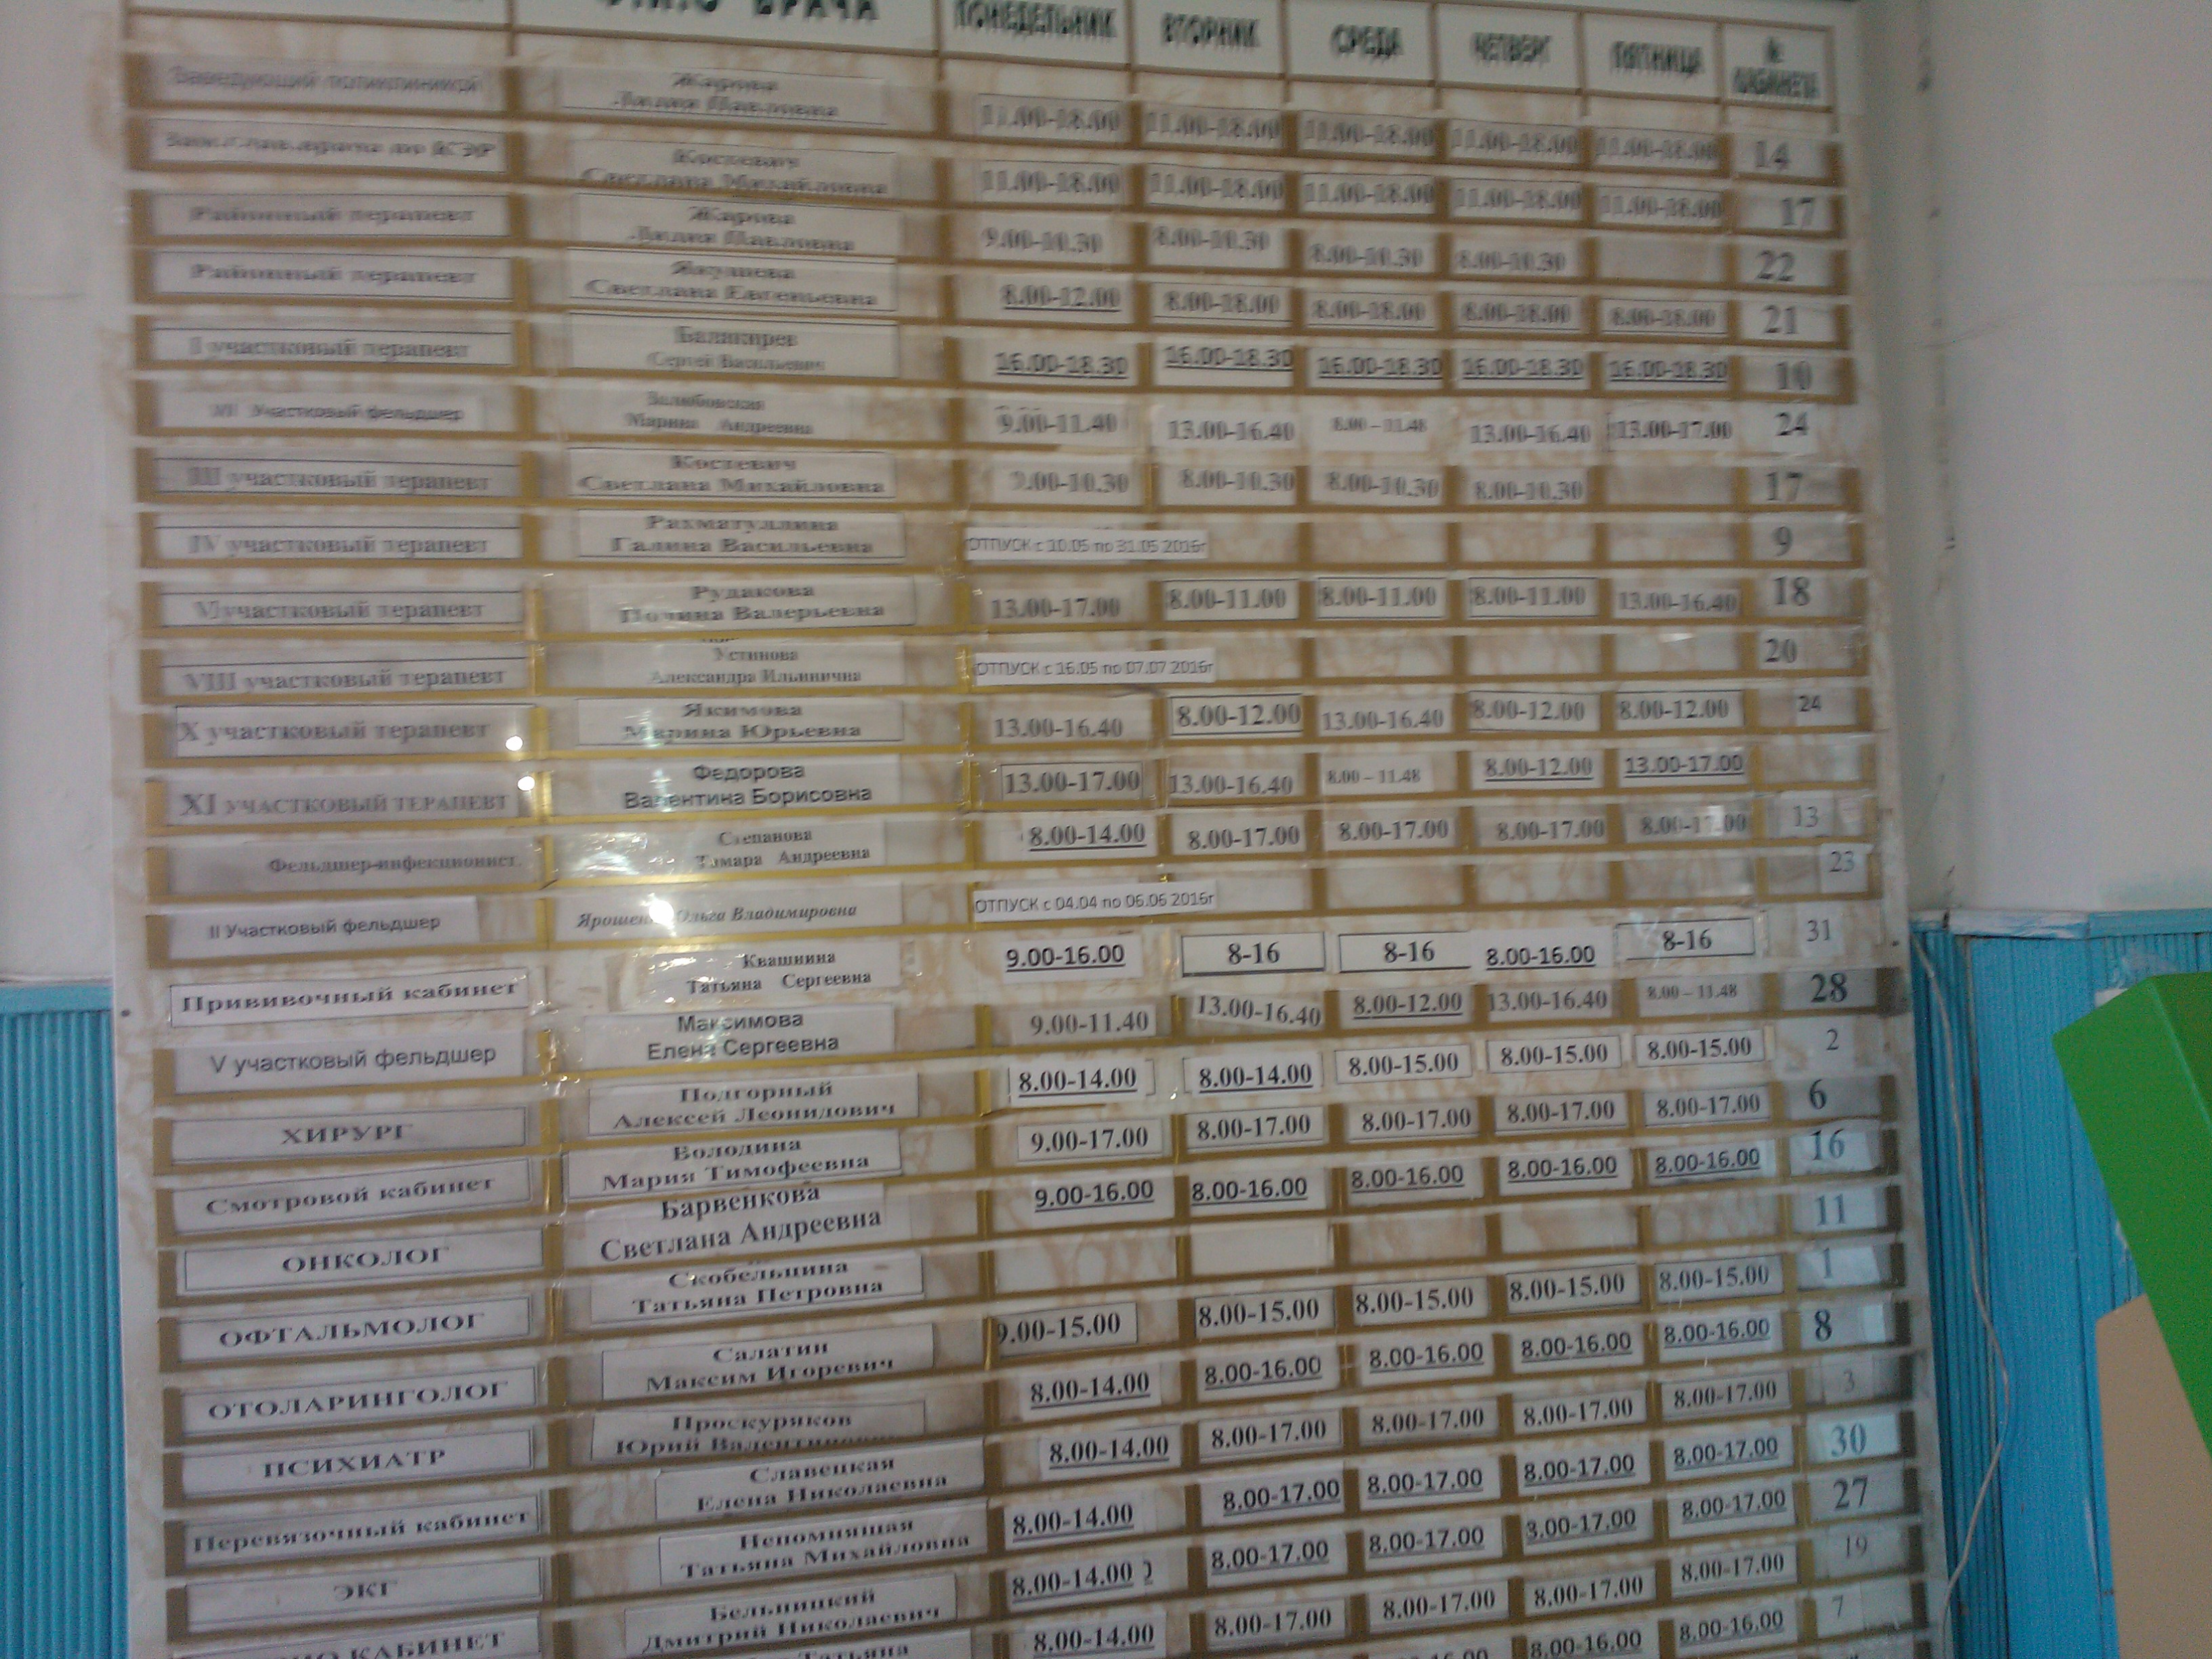 ВРАЧА ПОНЕДЕЛЬНИК ВТОРНИК СРЕДА ЧЕТВЕРГ ПЯТНИЦА № КАБИНЕТА
Заведующий поликлиникой Жарова Лидия Павловна 11.00-18.00 11.00-18.00 11.00-18.00 11.00-18.00 11.00-18.00 14
Зам.глав.врача по КЭР Костевич Светлана Михайловна 11.00-18.00 11.00-18.00 11.00-18.00 11.00-18.00 11.00-18.00 17
Районный терапевт Жарова Лидия Павловна 9.00-10.30 8.00-10.30 8.00-10.30 8.00-10.30 22
Районный терапевт Якушева Светлана Евгеньевна 8.00-12.00 8.00-18.00 8.00-18.00 8.00-18.00 8.00-18.00 21
I участковый терапевт Сергей Васильевич 16.00-18.30 16.00-18.30 16.00-18.30 16.00-18.30 16.00-18.30 10
Участковый фельдшер Марина Андреевна 9.00-11.40 13.00-16.40 8.00 – 11.48 13.00-16.40 13.00-17.00 24
III участковый терапевт Костевич Светлана Михайловна 9.00-10.30 8.00-10.30 8.00-10.30 8.00-10.30 17
IV участковый терапевт Рахматуллина Галина Васильевна ОТПУСК с 10.05 по 31.05 2016г 9
участковый терапевт Рудакова Полина Валерьевна 13.00-17.00 8.00-11.00 8.00-11.00 8.00-11.00 13.00-16.40 18
VIII участковый терапевт Устинова Александра Ильинична ОТПУСК с 16.05 по 07.07 2016г 20
X участковый терапевт Якимова Марина Юрьевна 13.00-16.40 8.00-12.00 13.00-16.40 8.00-12.00 8.00-12.00 24
XI УЧАСТКОВЫЙ ТЕРАПЕВТ Федорова Валентина Борисовна 13.00-17.00 13.00-16.40 8.00 – 11.48 8.00-12.00 13.00-17.00
Фельдшер-инфекционист. Степанова Тамара Андреевна 8.00-14.00 8.00-17.00 8.00-17.00 8.00-17.00 8.00-17.00 13
II Участковый фельдшер Ольга Владимировна ОТПУСК с 04.04 по 06.06 2016г 23
Прививочный кабинет Квашнина Татьяна Сергеевна 9.00-16.00 8-16 8-16 8.00-16.00 8-16 31
V участковый фельдшер Максимова Елена Сергеевна 9.00-11.40 13.00-16.40 8.00-12.00 13.00-16.40 8.00 – 11.48 28
ХИРУРГ Подгорный Алексей Леонидович 8.00-14.00 8.00-14.00 8.00-15.00 8.00-15.00 8.00-15.00 2
Смотровой кабинет Володина Мария Тимофеевна 9.00-17.00 8.00-17.00 8.00-17.00 8.00-17.00 8.00-17.00 6
ОНКОЛОГ Барвенкова Светлана Андреевна 9.00-16.00 8.00-16.00 8.00-16.00 8.00-16.00 8.00-16.00 16
ОФТАЛЬМОЛОГ Скобельцина Татьяна Петровна 11
ОТОЛАРИНГОЛОГ Салатин Максим Игоревич 9.00-15.00 8.00-15.00 8.00-15.00 8.00-15.00 8.00-15.00 1
ПСИХИАТР Проскуряков Юрий 8.00-14.00 8.00-16.00 8.00-16.00 8.00-16.00 8.00-16.00 8
Перевязочный кабинет Славецкая Елена Николаевна 8.00-14.00 8.00-17.00 8.00-17.00 8.00-17.00 8.00-17.00 3
ЭКГ Непомнящая Татьяна Михайловна 8.00-14.00 8.00-17.00 8.00-17.00 8.00-17.00 8.00-17.00 30
КАБИНЕТ Бельницкий Дмитрий Николаевич 8.00-14.00 8.00-17.00 8.00-17.00 8.00-17.00 8.00-17.00 27
Татьяна 8.00-14.00 8.00-17.00 8.00-17.00 8.00-17.00 8.00-17.00 19
8.00-16.00 8.00-16.00 7